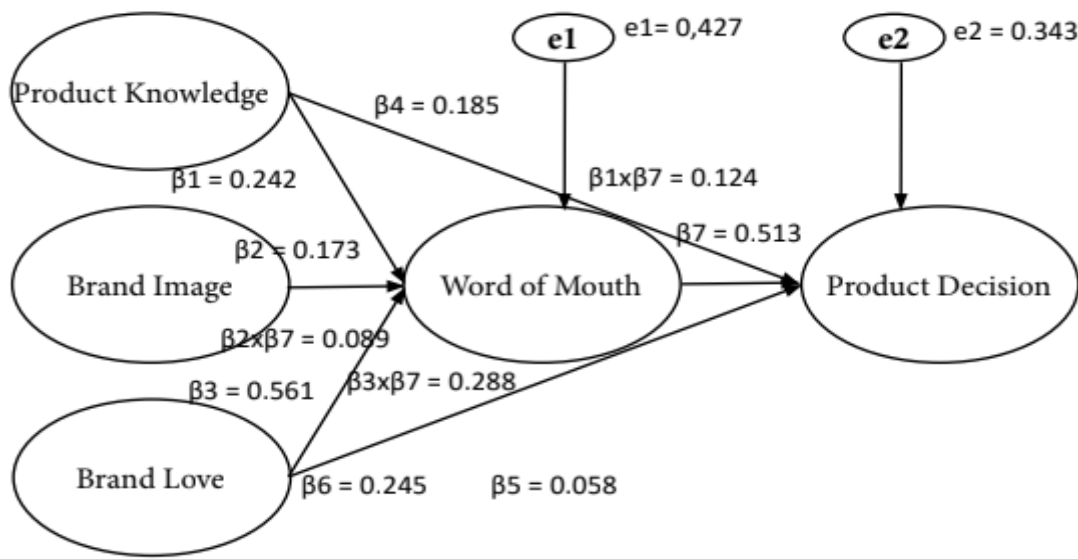 e1
e1= 0,427
e2
e2 = 0.343
Product Knowledge
β4 = 0.185
β1 = 0.242
β1xβ7 = 0.124
β7 = 0.513
β2 = 0.173
Brand Image
Word of Mouth
Product Decision
β2xβ7 = 0.089
β3 = 0.561
β3xβ7 = 0.288
Brand Love
β6 = 0.245
β5 = 0.058